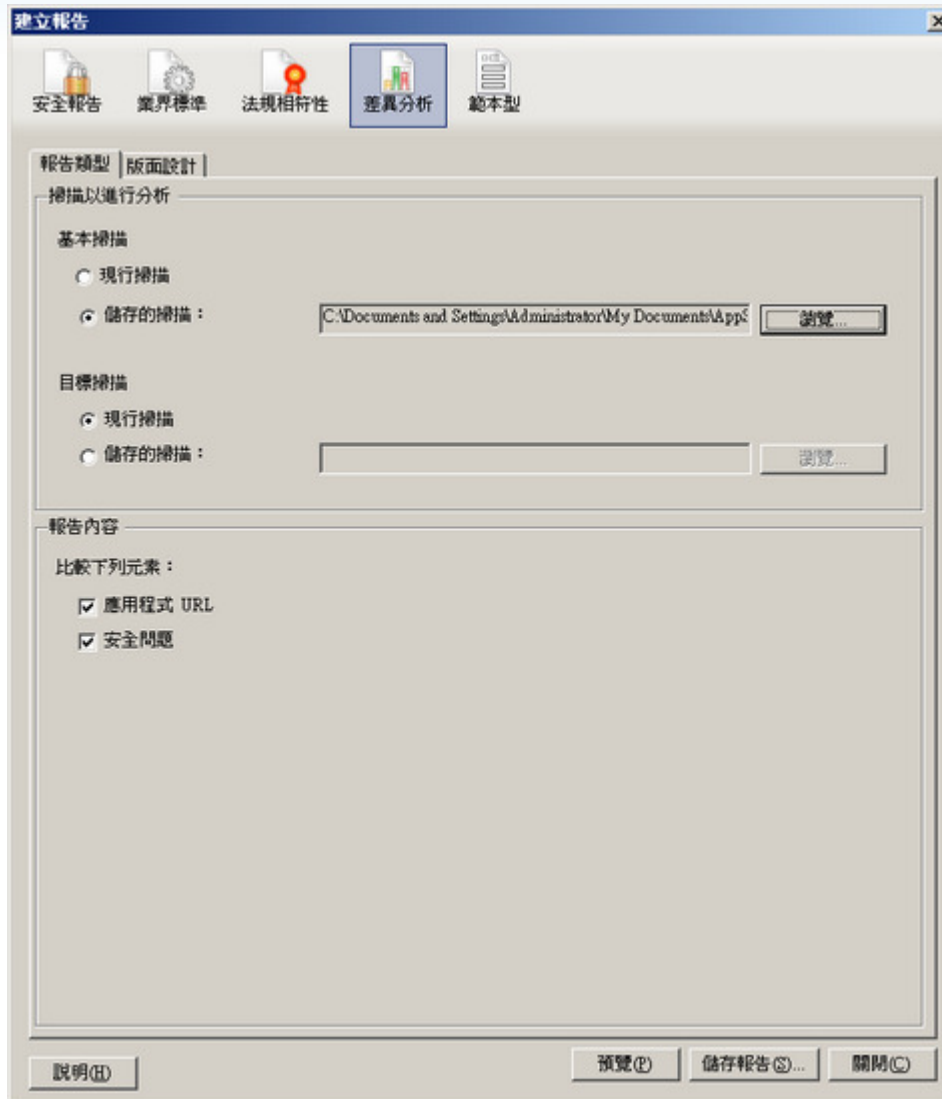 建立報告
安全報告 業界標準 法規相符性 差異分析 範本型
報告類型 版面設計
掃描以進行分析
基本掃描
現行掃描
儲存的掃描： C:\Documents and Settings\Administrator\My Documents\AppS 瀏覽...
目標掃描
現行掃描
儲存的掃描： 瀏覽...
報告內容
比較下列元素：
應用程式 URL
安全問題
說明(H) 預覽(P) 儲存報告(S)... 關閉(C)